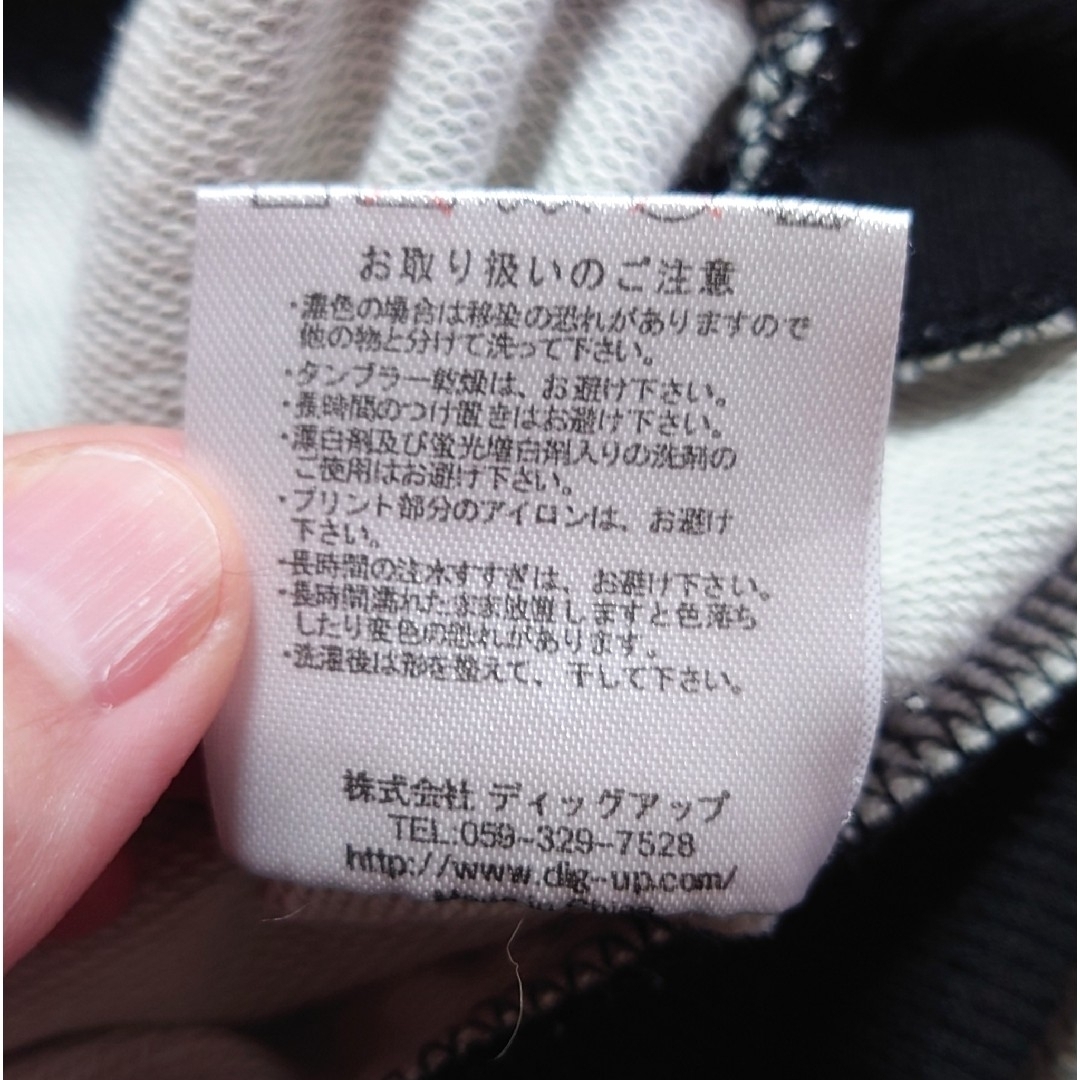 お取り扱いのご注意
・濃色の場合は移染の恐れがありますので
他の物と分けて洗って下さい。
・タンブラー乾燥は、お避け下さい。
・長時間のつけ置きはお避け下さい。
・漂白剤及び蛍光増白剤入りの洗剤の
ご使用はお避け下さい。
・プリント部分のアイロンは、お避け
下さい。
・長時間の注水すすぎは、お避け下さい。
・長時間濡れたまま放置しますと色落ち
したり変色の恐れがあります。
・洗濯後は形を整えて、干して下さい。
株式会社 ディッグアップ
TEL:059-329-7528
http://www.dig-up.com/